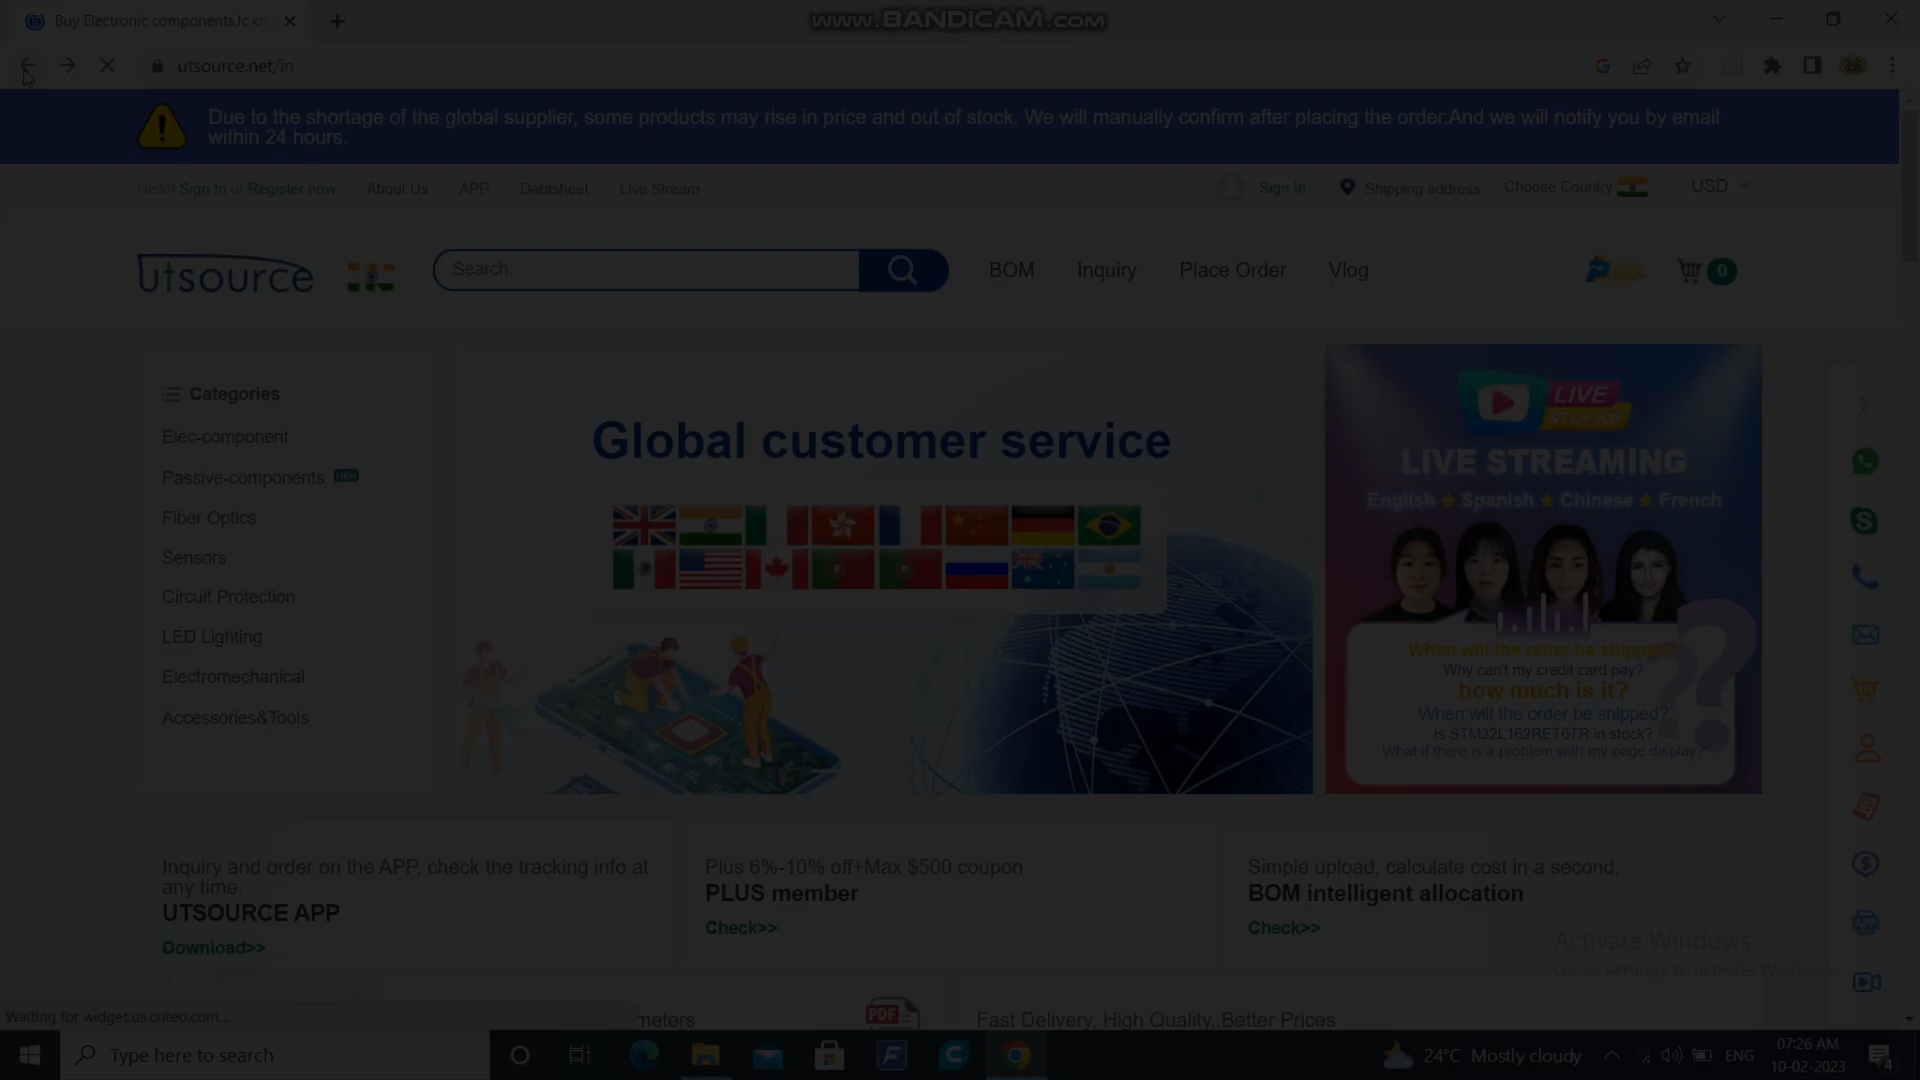 Buy Electronic components,Ic ch
www.BANDICAM.com
utsource.net/in
Due to the shortage of the global supplier, some products may rise in price and out of stock. We will manually confirm after placing the order.And we will notify you by email
within 24 hours.
Hello! Sign In or Register now
About Us
APP
Datasheet
Live Stream
Sign In
Shipping address
Choose Country
USD
utsource
Search
BOM
Inquiry
Place Order
Vlog
0
Categories
Elec-component
Passive-components NEW
Fiber Optics
Sensors
Circuit Protection
LED Lighting
Electromechanical
Accessories&Tools
Global customer service
LIVE
STREAM
LIVE STREAMING
English ★ Spanish ★ Chinese ★ French
When will the order be shipped?
Why can't my credit card pay?
how much is it?
When will the order be shipped?
Is STM32L162RET6TR in stock?
What if there is a problem with my page display?
Inquiry and order on the APP, check the tracking info at
any time.
UTSOURCE APP
Download>>
Plus 6%-10% off+Max $500 coupon
PLUS member
Check>>
Simple upload, calculate cost in a second,
BOM intelligent allocation
Check>>
Activate Windows
Go to Settings to activate Windows.
Waiting for widget.us.criteo.com...
meters
PDF
Fast Delivery, High Quality,,Better Prices
Type here to search
24°C Mostly cloudy
ENG
07:26 AM
10-02-2023
4